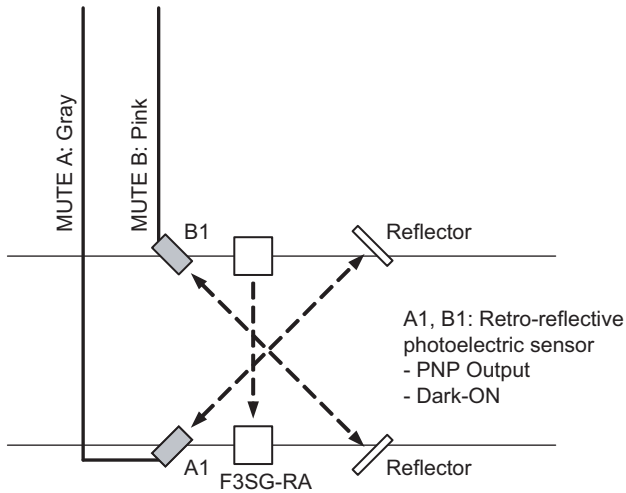 MUTE A: Gray
MUTE B: Pink
B1
Reflector
A1, B1: Retro-reflective
photoelectric sensor
- PNP Output
- Dark-ON
A1
F3SG-RA
Reflector